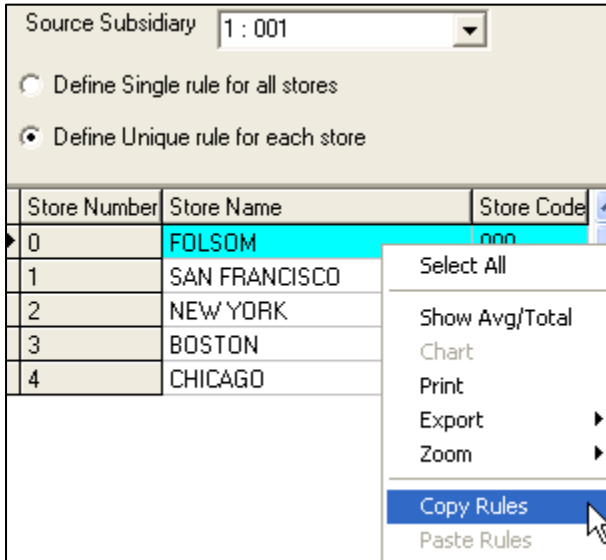 Source Subsidiary 1 : 001
Define Single rule for all stores
Define Unique rule for each store
Store Number Store Name Store Code
0 FOLSOM 000
1 SAN FRANCISCO
2 NEW YORK
3 BOSTON
4 CHICAGO
Select All
Show Avg/Total
Chart
Print
Export
Zoom
Copy Rules
Paste Rules